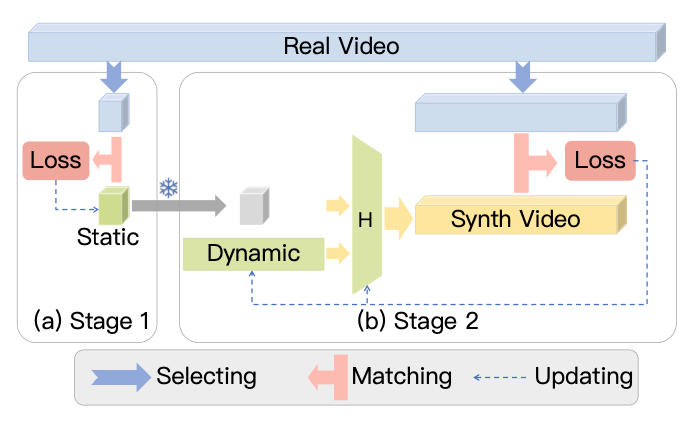 Real Video
Loss
Static
(a) Stage 1
Dynamic
H
Synth Video
Loss
(b) Stage 2
Selecting
Matching
Updating